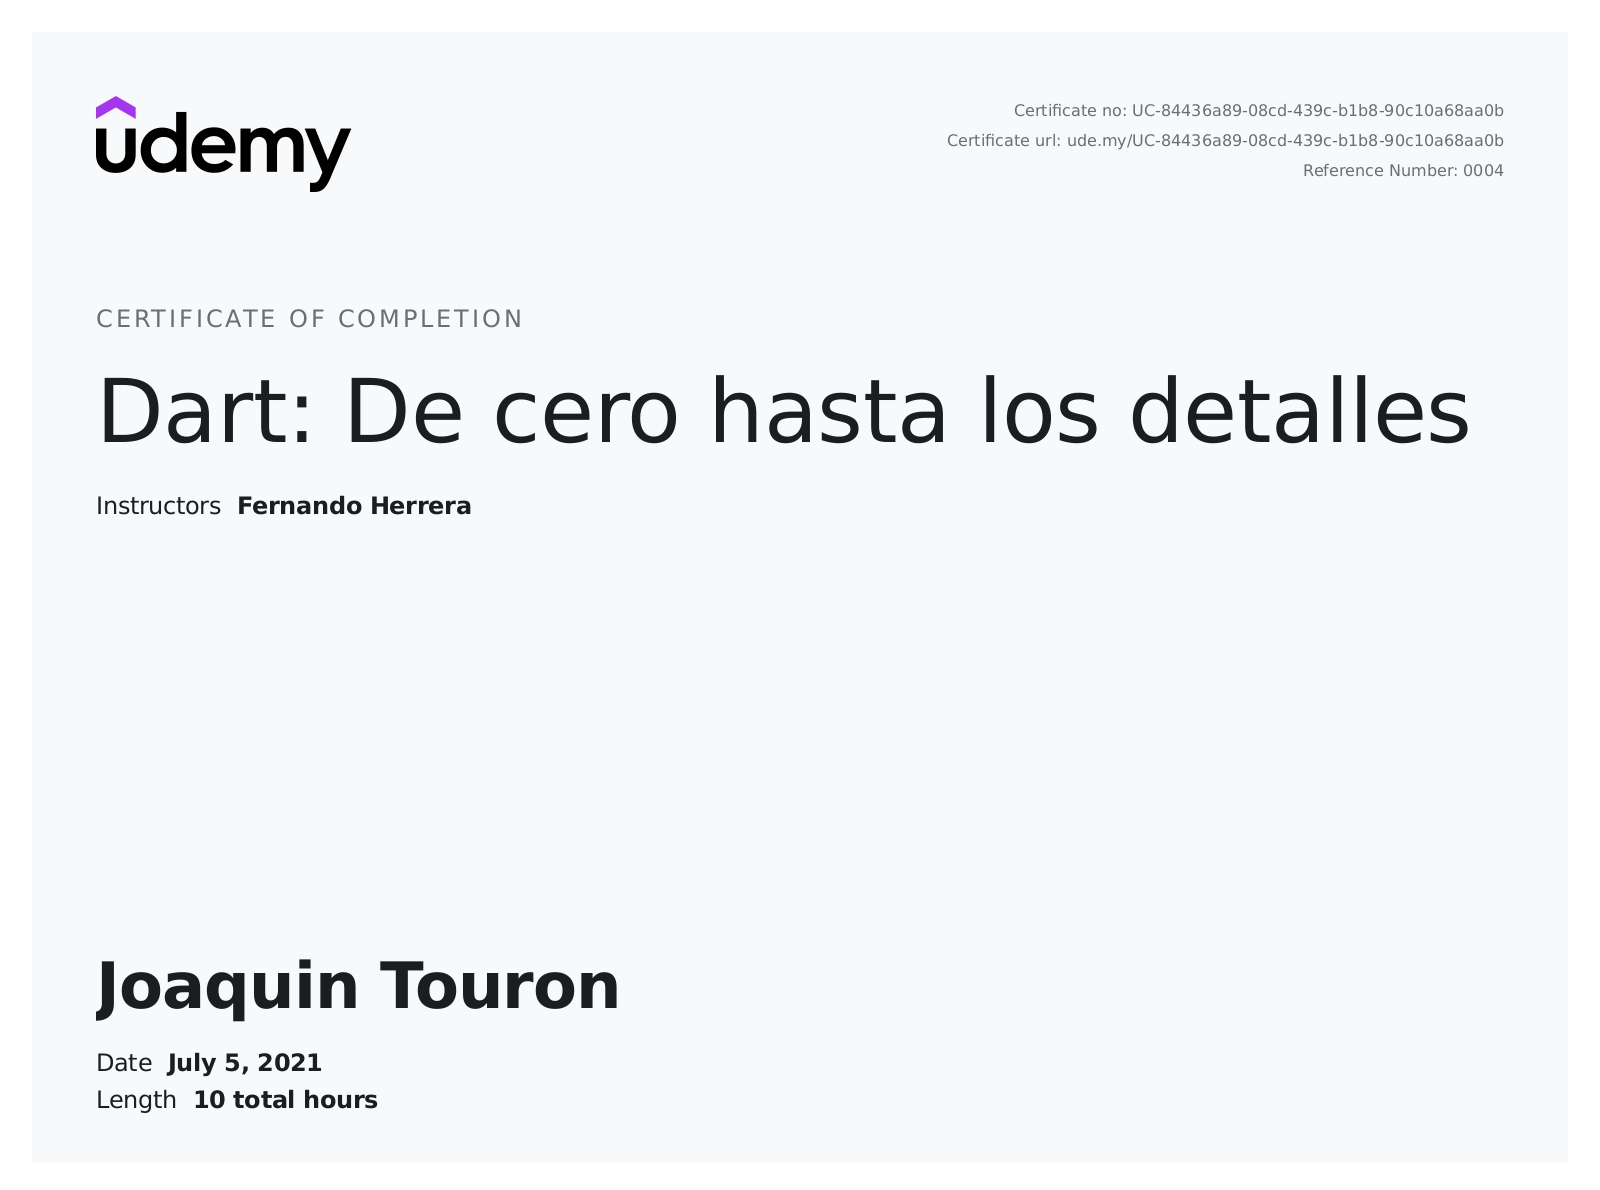 udemy
Certificate no: UC-84436a89-08cd-439c-b1b8-90c10a68aa0b
Certificate url: ude.my/UC-84436a89-08cd-439c-b1b8-90c10a68aa0b
Reference Number: 0004
CERTIFICATE OF COMPLETION
Dart: De cero hasta los detalles
Instructors Fernando Herrera
Joaquin Touron
Date July 5, 2021
Length 10 total hours